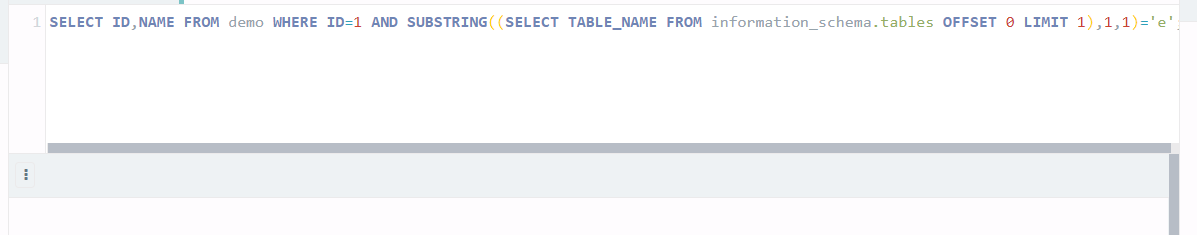 1 SELECT ID,NAME FROM demo WHERE ID=1 AND SUBSTRING((SELECT TABLE_NAME FROM information_schema.tables OFFSET 0 LIMIT 1),1,1)='e'